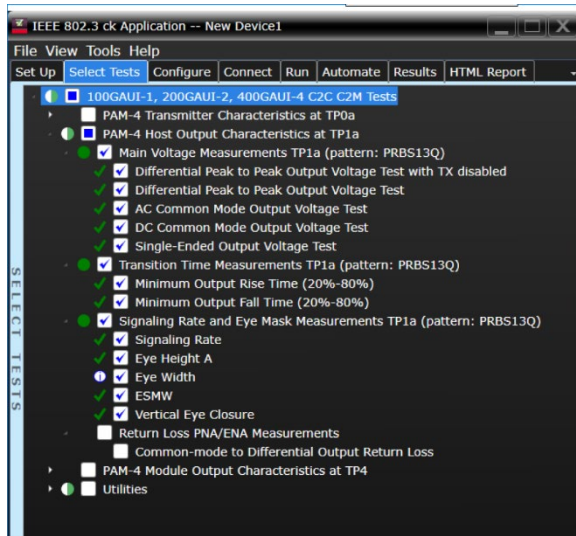 IEEE 802.3 ck Application -- New Device1
File View Tools Help
Set Up Select Tests Configure Connect Run Automate Results HTML Report
100GAUI-1, 200GAUI-2, 400GAUI-4 C2C C2M Tests
PAM-4 Transmitter Characteristics at TP0a
PAM-4 Host Output Characteristics at TP1a
Main Voltage Measurements TP1a (pattern: PRBS13Q)
Differential Peak to Peak Output Voltage Test with TX disabled
Differential Peak to Peak Output Voltage Test
AC Common Mode Output Voltage Test
DC Common Mode Output Voltage Test
Single-Ended Output Voltage Test
Transition Time Measurements TP1a (pattern: PRBS13Q)
Minimum Output Rise Time (20%-80%)
Minimum Output Fall Time (20%-80%)
Signaling Rate and Eye Mask Measurements TP1a (pattern: PRBS13Q)
Signaling Rate
Eye Height A
Eye Width
ESMW
Vertical Eye Closure
Return Loss PNA/ENA Measurements
Common-mode to Differential Output Return Loss
PAM-4 Module Output Characteristics at TP4
Utilities
SELECT TESTS